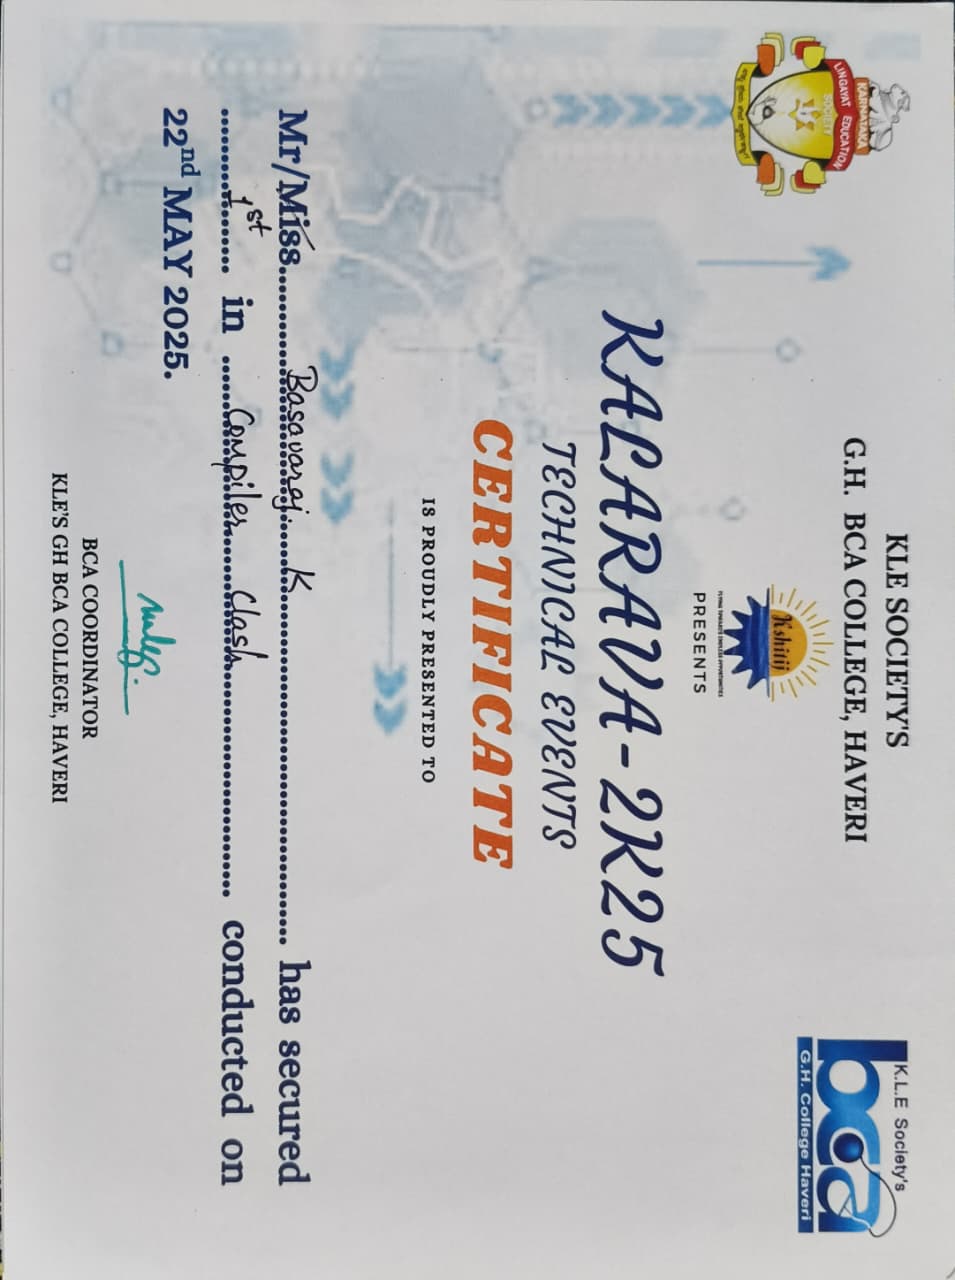 KLE SOCIETY'S
G.H. BCA COLLEGE, HAVERI
KARNATAKA
LINGAYAT EDUCATION
SOCIETY
K.L.E Society's
bca
G.H. College Haveri
Kshitij
PRESENTS
KALARAVA-2K25
TECHNICAL EVENTS
CERTIFICATE
IS PROUDLY PRESENTED TO
Mr/Miss.......Basavaraj K....... has secured
.......1st....... in .......Compiler clash....... conducted on
22nd MAY 2025.
BCA COORDINATOR
KLE'S GH BCA COLLEGE, HAVERI